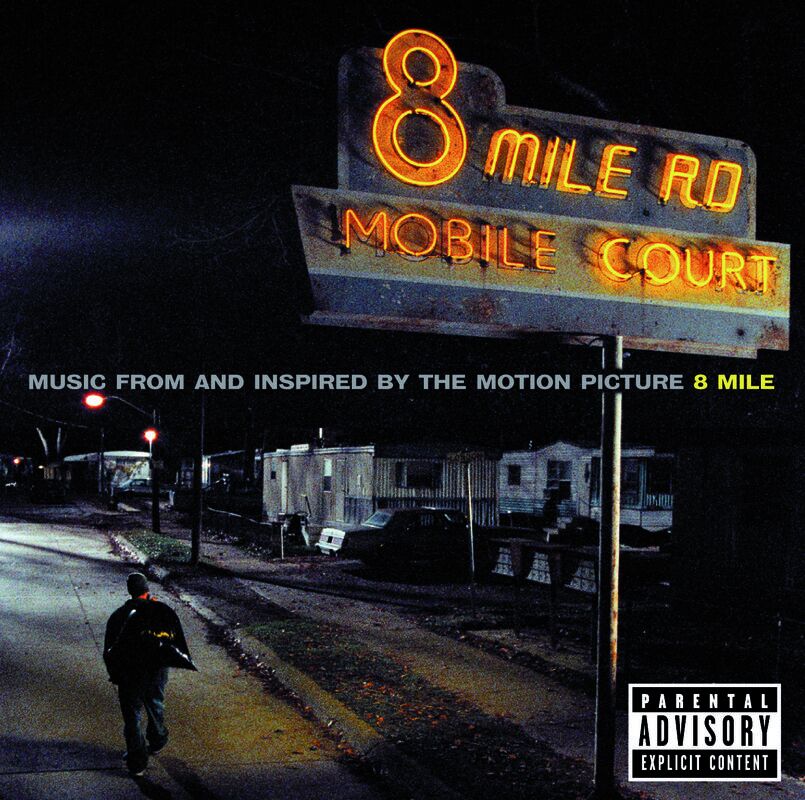 8 MILE RD
MOBILE COURT
MUSIC FROM AND INSPIRED BY THE MOTION PICTURE 8 MILE
PARENTAL
ADVISORY
EXPLICIT CONTENT